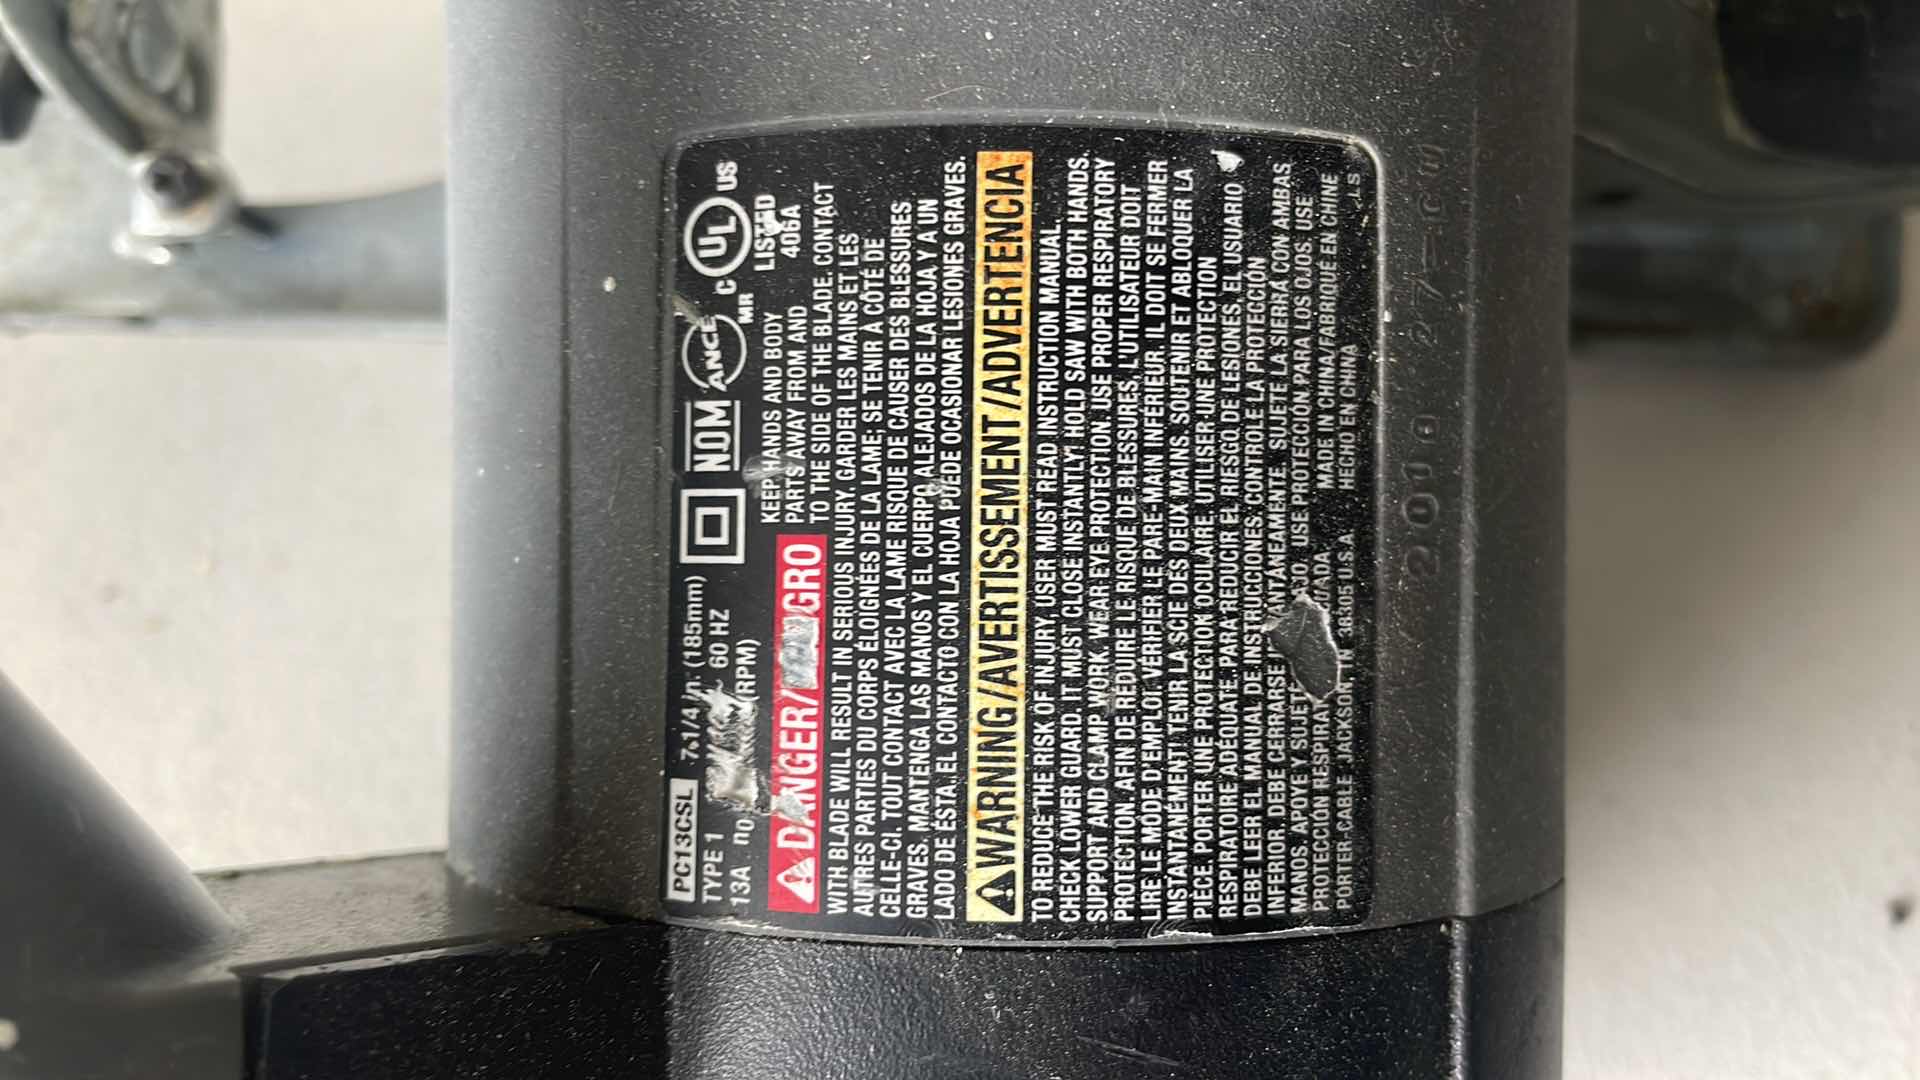 PC13CSL 7-1/4 in. (185mm)
TYPE 1 60 HZ
13A no (RPM)
NOM ANCE MR
C UL US
LISTED
406A
DANGER/ GRO
KEEP HANDS AND BODY
PARTS AWAY FROM AND
TO THE SIDE OF THE BLADE. CONTACT
WITH BLADE WILL RESULT IN SERIOUS INJURY. GARDER LES MAINS ET LES
AUTRES PARTIES DU CORPS ÉLOIGNÉES DE LA LAME; SE TENIR À CÔTÉ DE
CELLE-CI. TOUT CONTACT AVEC LA LAME RISQUE DE CAUSER DES BLESSURES
GRAVES. MANTENGA LAS MANOS Y EL CUERPO ALEJADOS DE LA HOJA Y A UN
LADO DE ÉSTA. EL CONTACTO CON LA HOJA PUEDE OCASIONAR LESIONES GRAVES.
WARNING/AVERTISSEMENT/ADVERTENCIA
TO REDUCE THE RISK OF INJURY, USER MUST READ INSTRUCTION MANUAL.
CHECK LOWER GUARD. IT MUST CLOSE INSTANTLY! HOLD SAW WITH BOTH HANDS.
SUPPORT AND CLAMP WORK. WEAR EYE PROTECTION. USE PROPER RESPIRATORY
PROTECTION. AFIN DE RÉDUIRE LE RISQUE DE BLESSURES, L'UTILISATEUR DOIT
LIRE LE MODE D'EMPLOI. VÉRIFIER LE PARE-MAIN INFÉRIEUR. IL DOIT SE FERMER
INSTANTANÉMENT! TENIR LA SCIE DES DEUX MAINS. SOUTENIR ET ABLOQUER LA
PIÈCE. PORTER UNE PROTECTION OCULAIRE. UTILISER UNE PROTECTION
RESPIRATOIRE ADÉQUATE. PARA REDUCIR EL RIESGO DE LESIONES, EL USUARIO
DEBE LEER EL MANUAL DE INSTRUCCIONES. CONTROLE LA PROTECCIÓN
INFERIOR. DEBE CERRARSE ANTÁNEAMENTE. SUJETE LA SIERRA CON AMBAS
MANOS. APOYE Y SUJETE AJO. USE PROTECCIÓN PARA LOS OJOS. USE
PROTECCIÓN RESPIRAT UADA. MADE IN CHINA/FABRIQUÉ EN CHINE
PORTER-CABLE JACKSON, TN 38305 U.S.A. HECHO EN CHINA LS